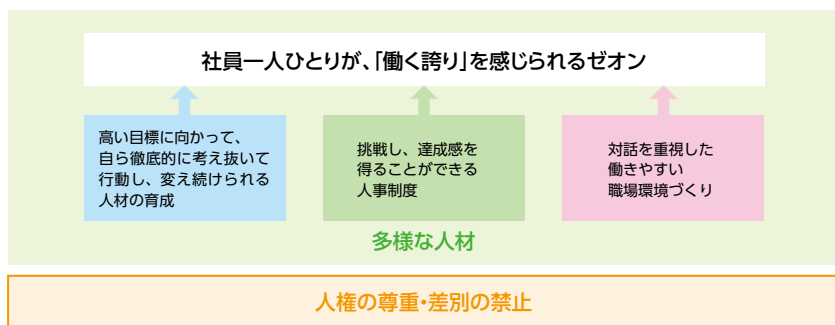 社員一人ひとりが、｢働く誇り｣を感じられるゼオン
高い目標に向かって、
自ら徹底的に考え抜いて
行動し、変え続けられる
人材の育成
挑戦し、達成感を
得ることができる
人事制度
対話を重視した
働きやすい
職場環境づくり
多様な人材
人権の尊重・差別の禁止